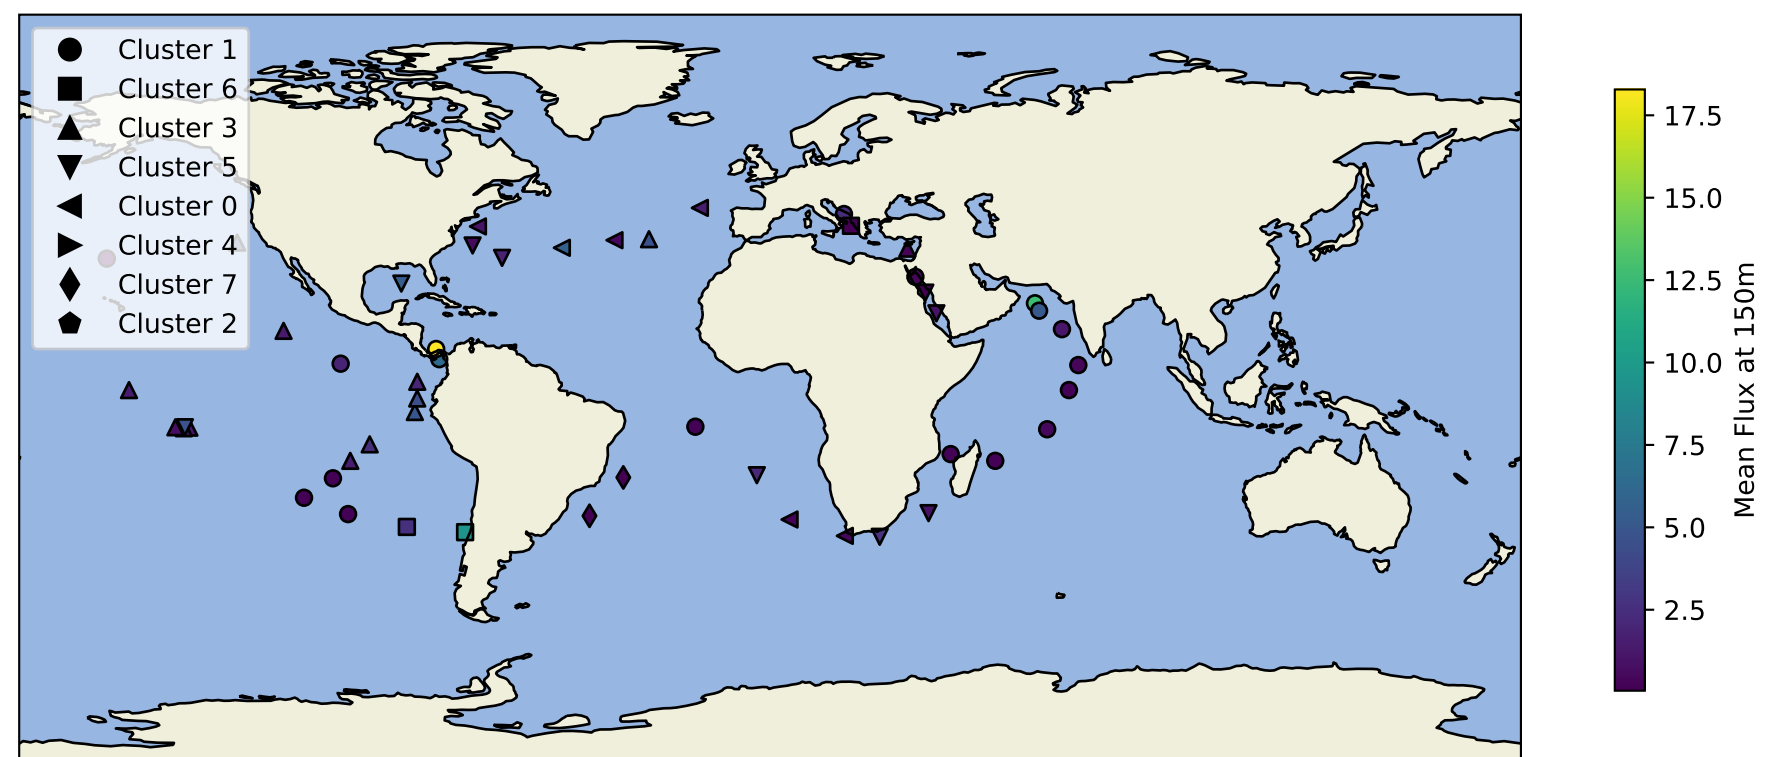 Cluster 1
Cluster 6
Cluster 3
Cluster 5
Cluster 0
Cluster 4
Cluster 7
Cluster 2
17.5
15.0
12.5
10.0
7.5
5.0
2.5
Mean Flux at 150m